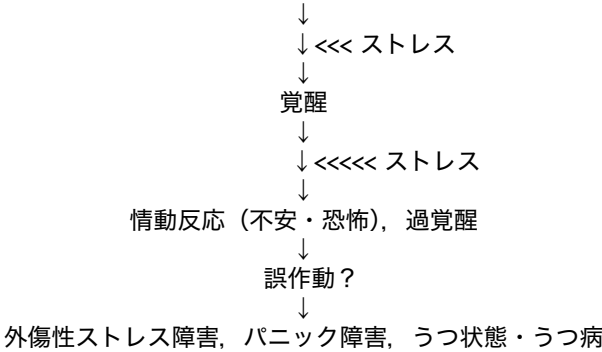 ↓
↓<<< ストレス
↓
覚醒
↓
↓<<<<< ストレス
↓
情動反応（不安・恐怖），過覚醒
↓
誤作動？
↓
外傷性ストレス障害，パニック障害，うつ状態・うつ病